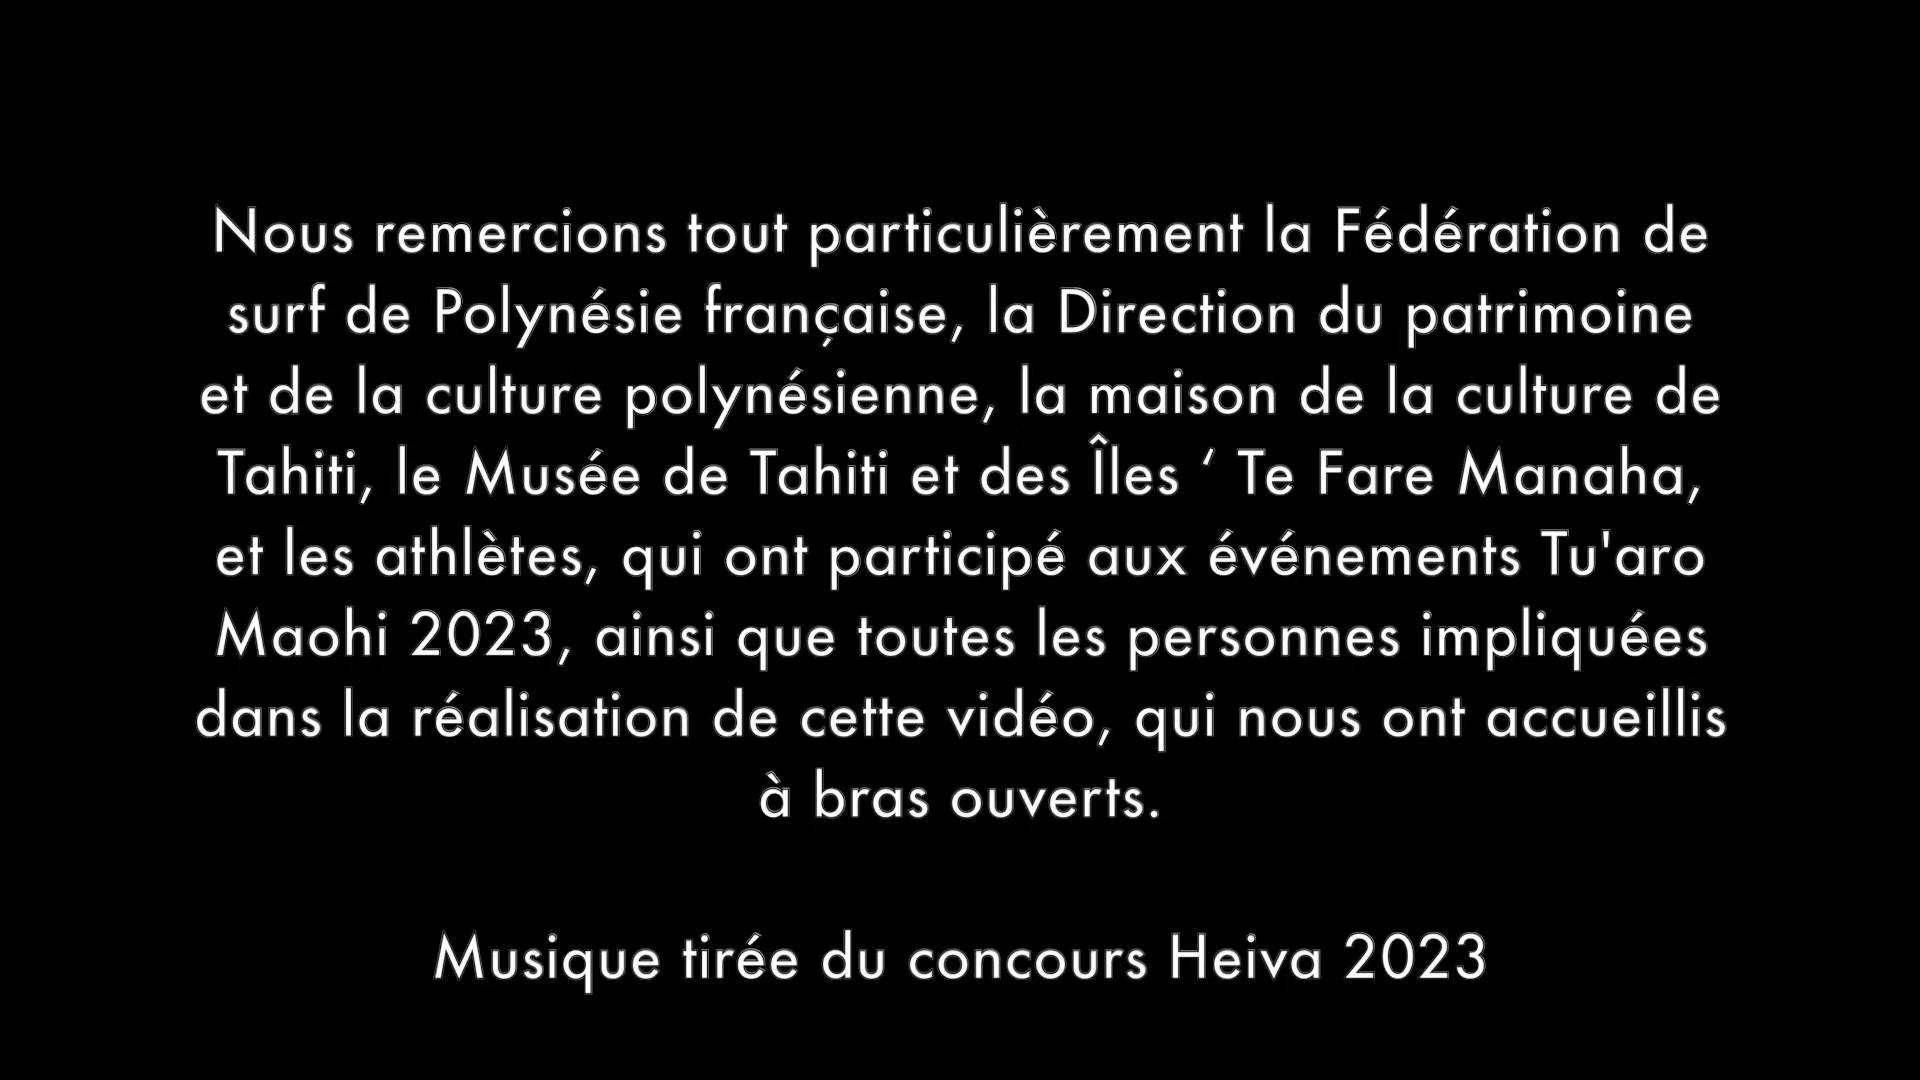 Nous remercions tout particulièrement la Fédération de
surf de Polynésie française, la Direction du patrimoine
et de la culture polynésienne, la maison de la culture de
Tahiti, le Musée de Tahiti et des Îles ‘ Te Fare Manaha,
et les athlètes, qui ont participé aux événements Tu'aro
Maohi 2023, ainsi que toutes les personnes impliquées
dans la réalisation de cette vidéo, qui nous ont accueillis
à bras ouverts.
Musique tirée du concours Heiva 2023